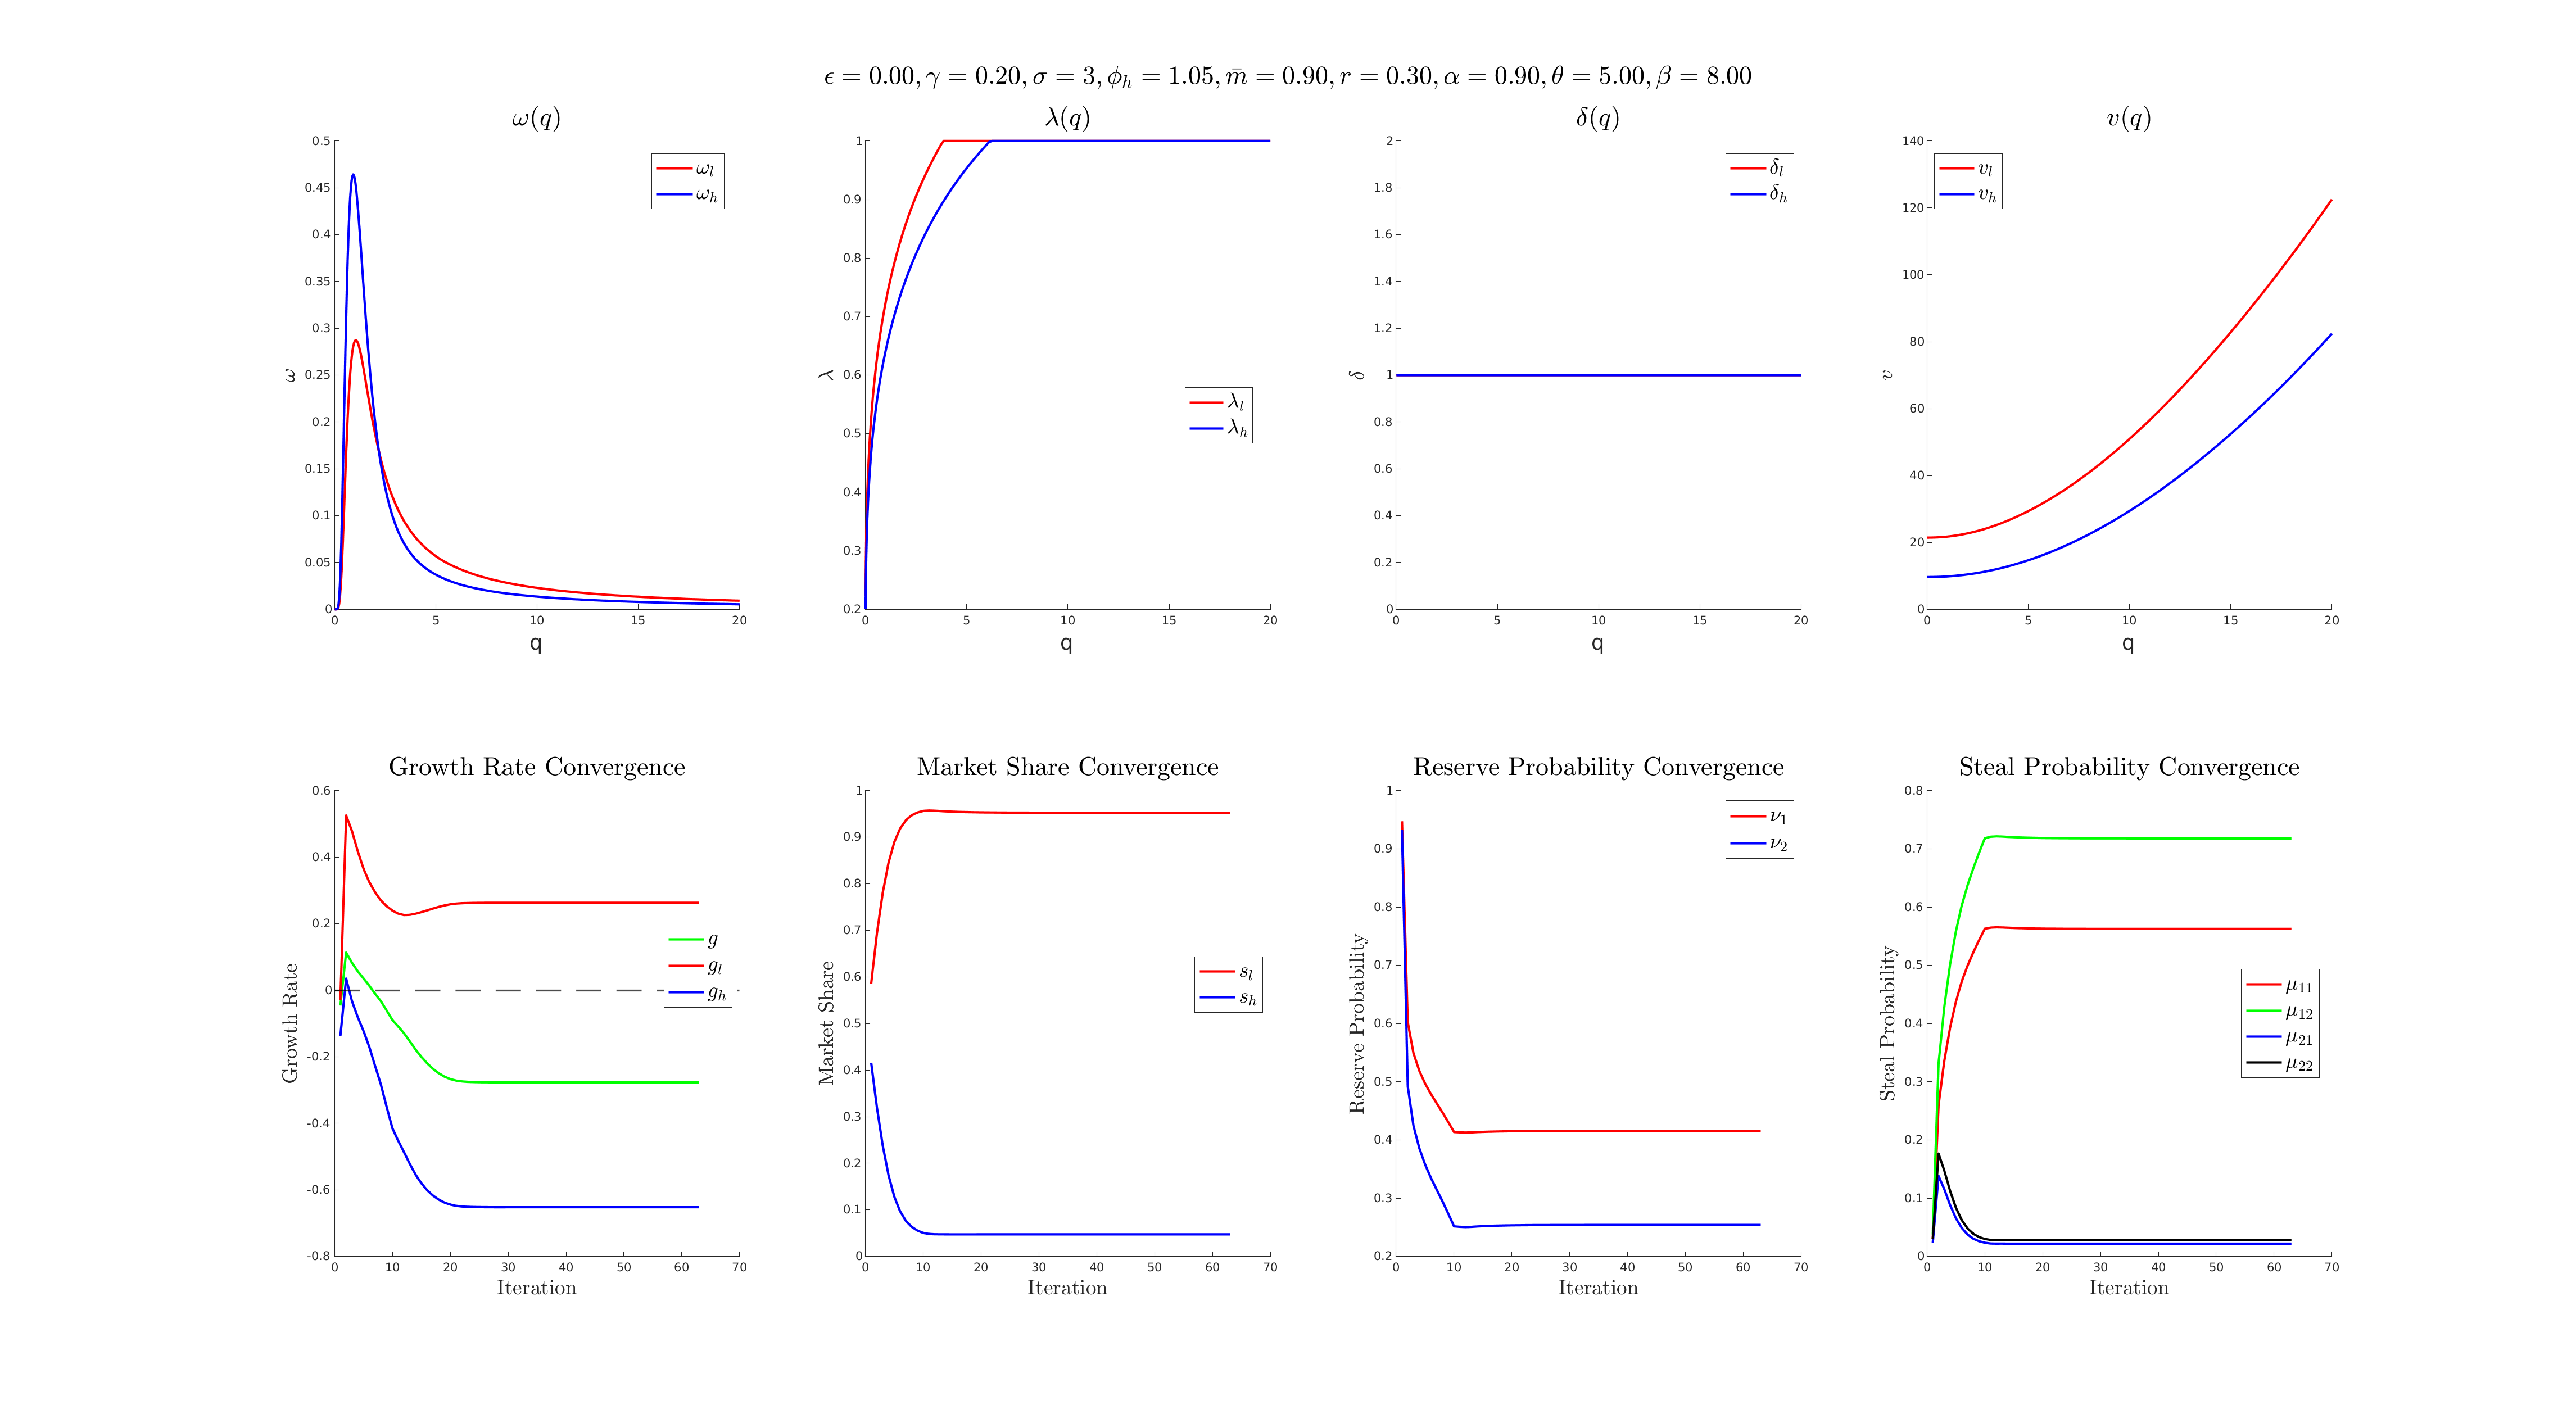 ϵ = 0.00, γ = 0.20, σ = 3, ϕ_h = 1.05, m̄ = 0.90, r = 0.30, α = 0.90, θ = 5.00, β = 8.00
ω(q)
0.5
0.45
0.4
0.35
0.3
0.25
0.2
0.15
0.1
0.05
0
ω
ω_l
ω_h
0 5 10 15 20
q
λ(q)
1
0.9
0.8
0.7
0.6
0.5
0.4
0.3
0.2
λ
λ_l
λ_h
0 5 10 15 20
q
δ(q)
2
1.8
1.6
1.4
1.2
1
0.8
0.6
0.4
0.2
0
δ
δ_l
δ_h
0 5 10 15 20
q
v(q)
140
120
100
80
60
40
20
0
v
v_l
v_h
0 5 10 15 20
q
Growth Rate Convergence
0.6
0.4
0.2
0
-0.2
-0.4
-0.6
-0.8
Growth Rate
g
g_l
g_h
0 10 20 30 40 50 60 70
Iteration
Market Share Convergence
1
0.9
0.8
0.7
0.6
0.5
0.4
0.3
0.2
0.1
0
Market Share
s_l
s_h
0 10 20 30 40 50 60 70
Iteration
Reserve Probability Convergence
1
0.9
0.8
0.7
0.6
0.5
0.4
0.3
0.2
Reserve Probability
ν_1
ν_2
0 10 20 30 40 50 60 70
Iteration
Steal Probability Convergence
0.8
0.7
0.6
0.5
0.4
0.3
0.2
0.1
0
Steal Probability
μ_11
μ_12
μ_21
μ_22
0 10 20 30 40 50 60 70
Iteration